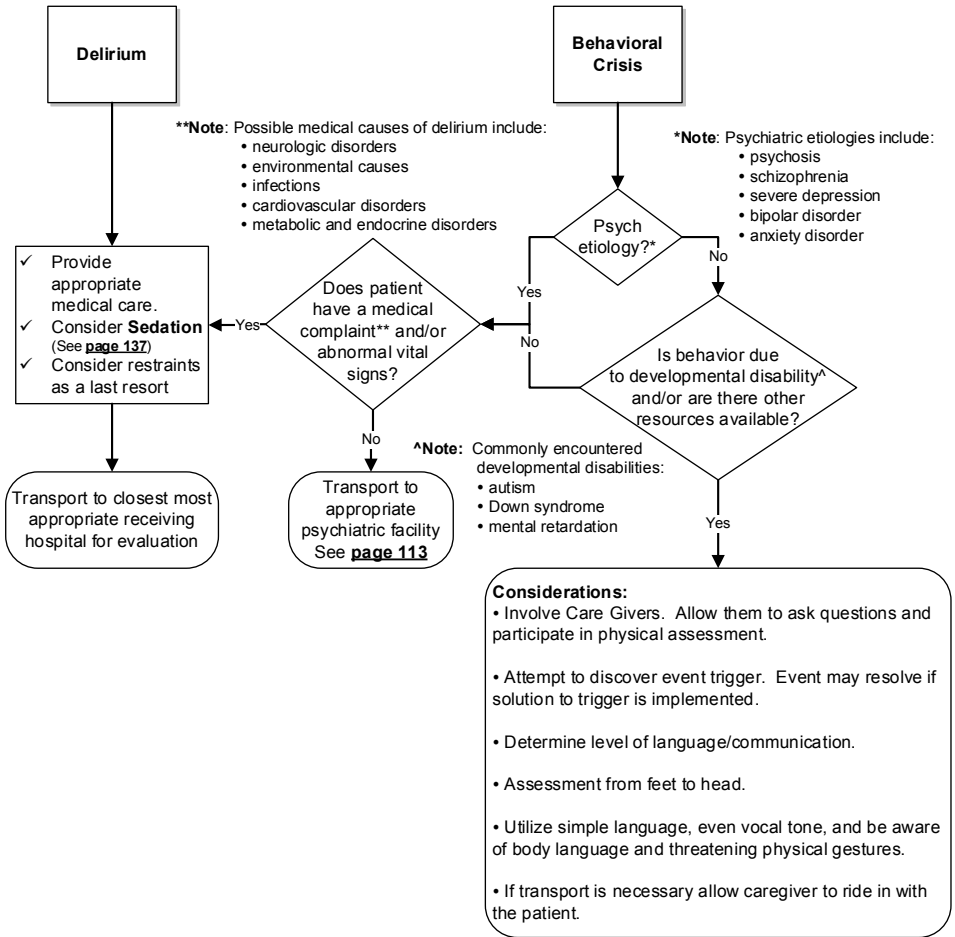 Delirium
Behavioral
Crisis
**Note: Possible medical causes of delirium include:
• neurologic disorders
• environmental causes
• infections
• cardiovascular disorders
• metabolic and endocrine disorders
*Note: Psychiatric etiologies include:
• psychosis
• schizophrenia
• severe depression
• bipolar disorder
• anxiety disorder
Psych
etiology?*
No
Yes
✓ Provide
appropriate
medical care.
✓ Consider Sedation
(See page 137)
✓ Consider restraints
as a last resort
Yes
Does patient
have a medical
complaint** and/or
abnormal vital
signs?
No
Is behavior due
to developmental disability^
and/or are there other
resources available?
No
^Note: Commonly encountered
developmental disabilities:
• autism
• Down syndrome
• mental retardation
Yes
Transport to closest most
appropriate receiving
hospital for evaluation
Transport to
appropriate
psychiatric facility
See page 113
Considerations:
• Involve Care Givers. Allow them to ask questions and
participate in physical assessment.
• Attempt to discover event trigger. Event may resolve if
solution to trigger is implemented.
• Determine level of language/communication.
• Assessment from feet to head.
• Utilize simple language, even vocal tone, and be aware
of body language and threatening physical gestures.
• If transport is necessary allow caregiver to ride in with
the patient.